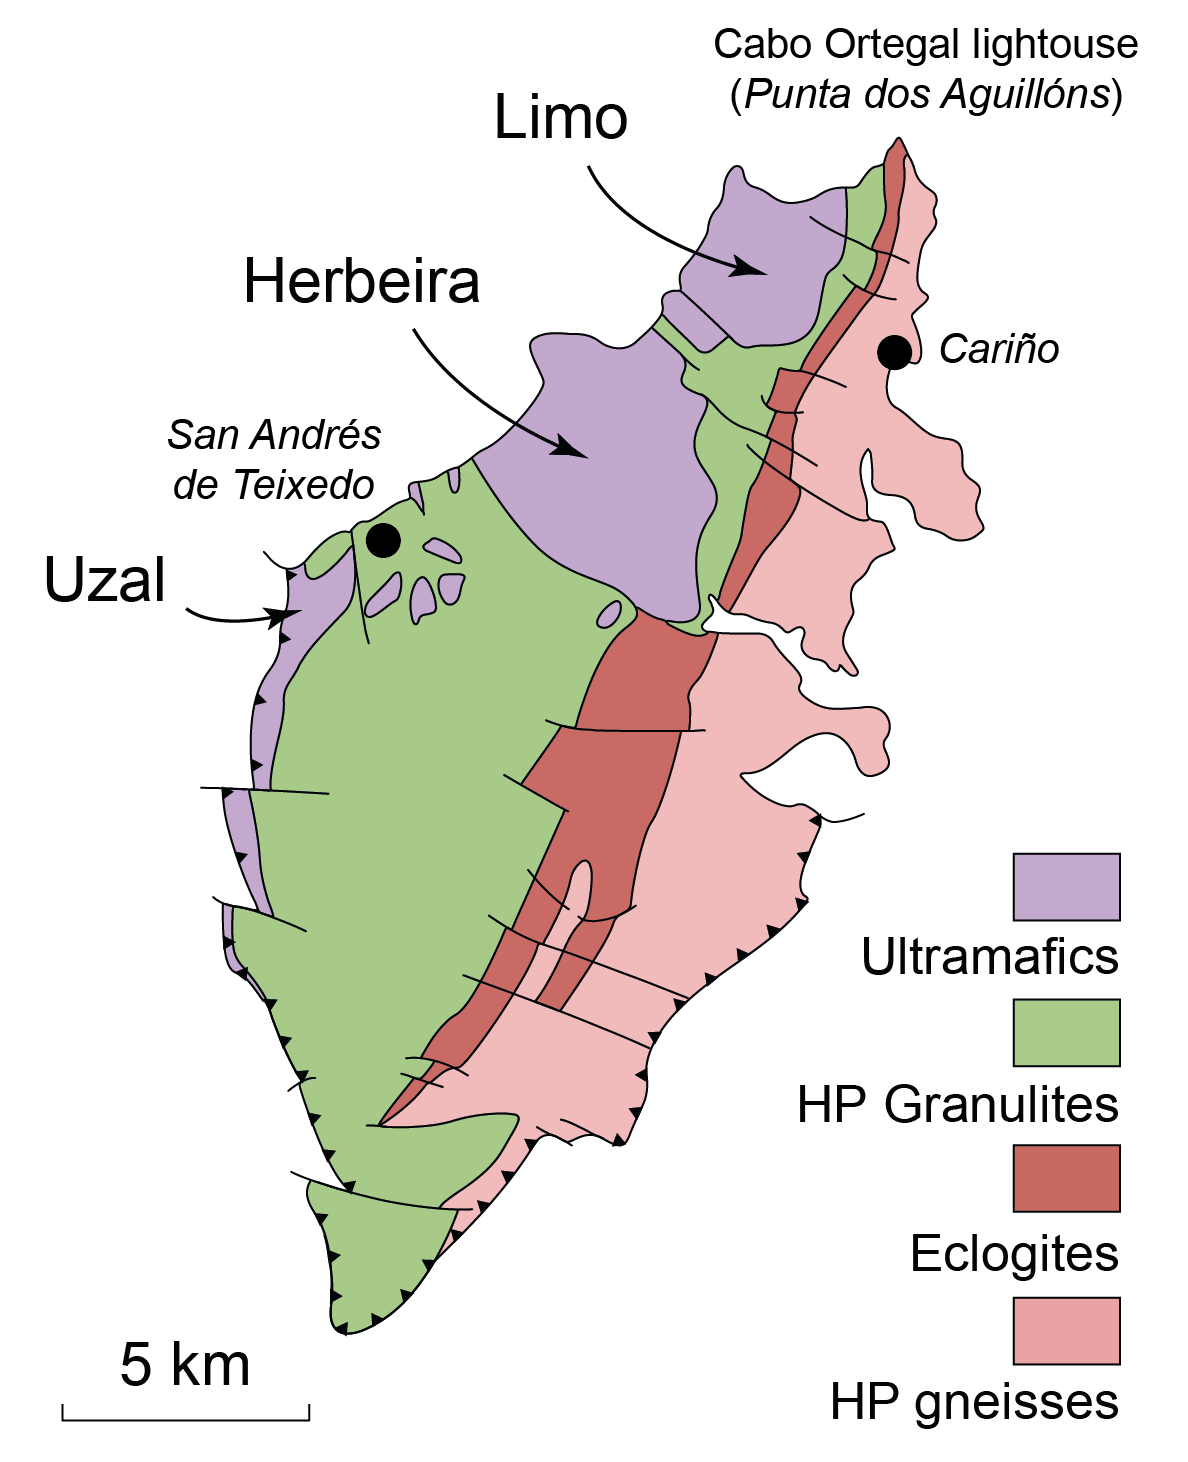 Cabo Ortegal lightouse
(Punta dos Aguillóns)
Limo
Herbeira
Cariño
San Andrés
de Teixedo
Uzal
Ultramafics
HP Granulites
Eclogites
HP gneisses
5 km